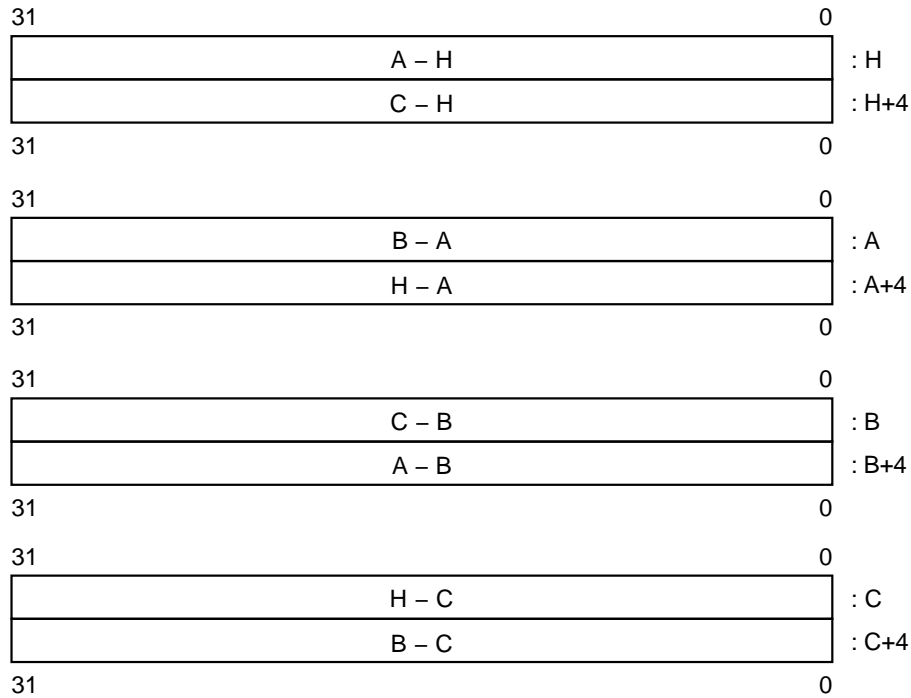 31 0
A – H : H
C – H : H+4
31 0
31 0
B – A : A
H – A : A+4
31 0
31 0
C – B : B
A – B : B+4
31 0
31 0
H – C : C
B – C : C+4
31 0